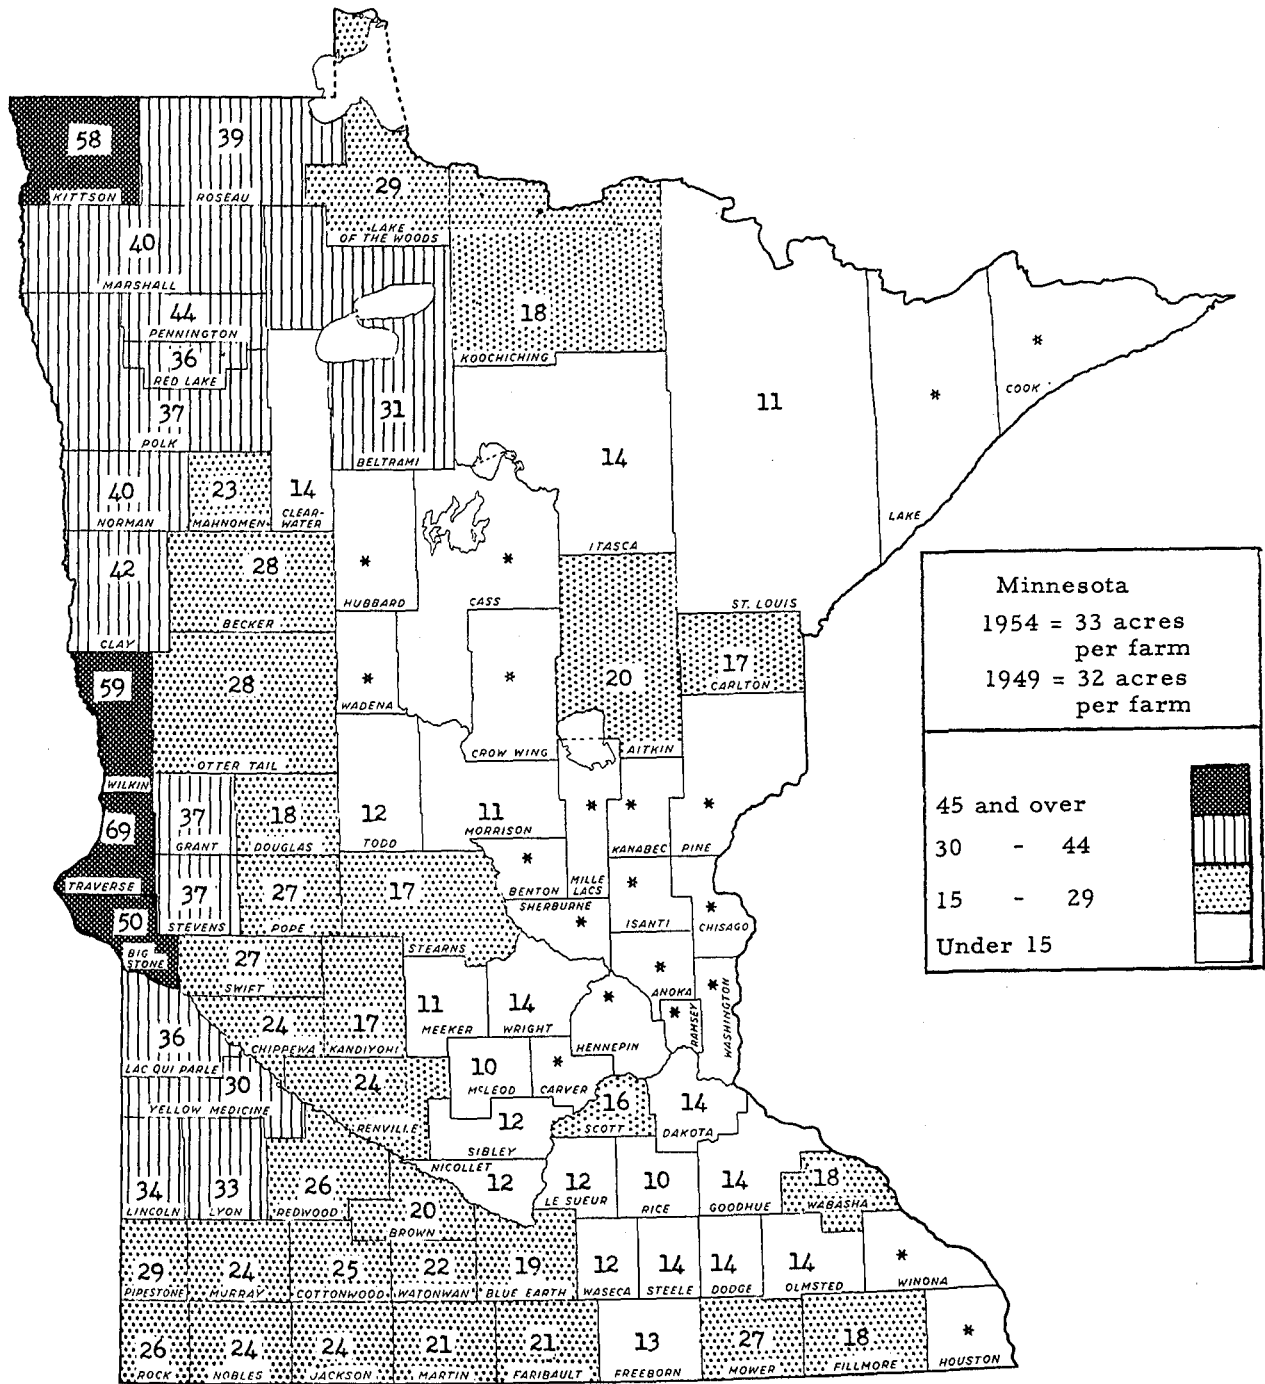 58
39
KITTSON
ROSEAU
29
LAKE
OF THE WOODS
40
MARSHALL
44
PENNINGTON
36
RED LAKE
37
POLK
18
KOOCHICHING
31
BELTRAMI
11
ST. LOUIS
*
LAKE
*
COOK
14
ITASCA
40
NORMAN
23
MAHNOMEN
14
CLEAR-
WATER
42
CLAY
28
BECKER
*
HUBBARD
*
CASS
59
WILKIN
28
OTTER TAIL
*
WADENA
*
CROW WING
20
AITKIN
17
CARLTON
Minnesota
1954 = 33 acres
per farm
1949 = 32 acres
per farm
45 and over
30 - 44
15 - 29
Under 15
69
TRAVERSE
37
GRANT
18
DOUGLAS
12
TODD
11
MORRISON
*
MILLE
LACS
*
KANABEC
*
PINE
50
BIG
STONE
37
STEVENS
27
POPE
17
STEARNS
*
BENTON
SHERBURNE
*
*
ISANTI
*
CHISAGO
27
SWIFT
24
CHIPPEWA
17
KANDIYOHI
11
MEEKER
14
WRIGHT
*
HENNEPIN
*
ANOKA
*
RAMSEY
*
WASHINGTON
36
LAC QUI PARLE
30
YELLOW MEDICINE
24
RENVILLE
10
McLEOD
*
CARVER
12
SIBLEY
16
SCOTT
14
DAKOTA
34
LINCOLN
33
LYON
26
REDWOOD
20
BROWN
NICOLLET
12
12
LE SUEUR
10
RICE
14
GOODHUE
18
WABASHA
29
PIPESTONE
24
MURRAY
25
COTTONWOOD
22
WATONWAN
19
BLUE EARTH
12
WASECA
14
STEELE
14
DODGE
14
OLMSTED
*
WINONA
26
ROCK
24
NOBLES
24
JACKSON
21
MARTIN
21
FARIBAULT
13
FREEBORN
27
MOWER
18
FILLMORE
*
HOUSTON